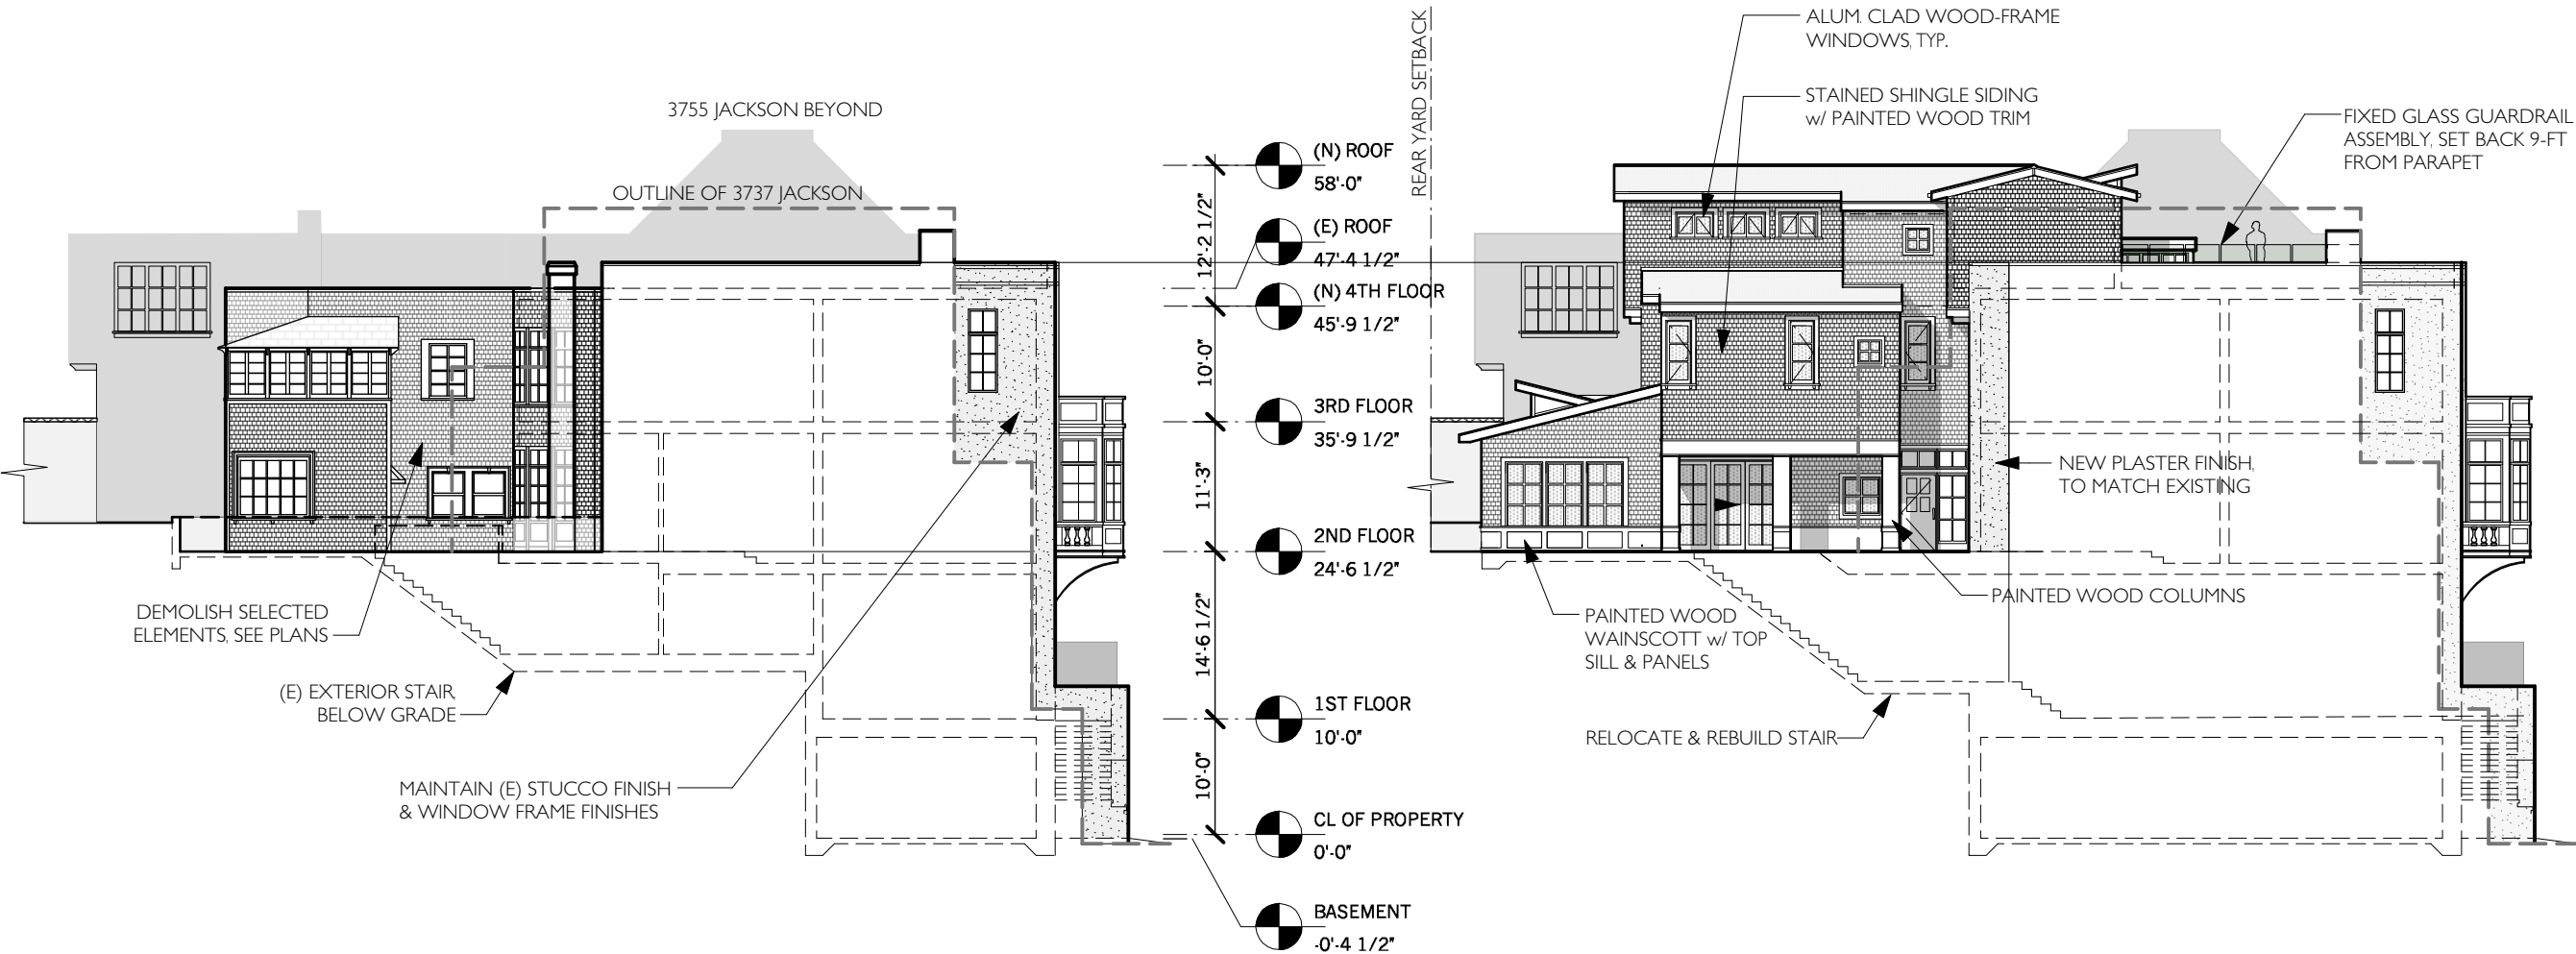 3755 JACKSON BEYOND
OUTLINE OF 3737 JACKSON
DEMOLISH SELECTED
ELEMENTS, SEE PLANS
(E) EXTERIOR STAIR,
BELOW GRADE
MAINTAIN (E) STUCCO FINISH
& WINDOW FRAME FINISHES
12'-2 1/2"
10'-0"
11'-3"
14'-6 1/2"
10'-0"
(N) ROOF
58'-0"
(E) ROOF
47'-4 1/2"
(N) 4TH FLOOR
45'-9 1/2"
3RD FLOOR
35'-9 1/2"
2ND FLOOR
24'-6 1/2"
1ST FLOOR
10'-0"
CL OF PROPERTY
0'-0"
BASEMENT
-0'-4 1/2"
REAR YARD SETBACK
ALUM. CLAD WOOD-FRAME
WINDOWS, TYP.
STAINED SHINGLE SIDING
w/ PAINTED WOOD TRIM
FIXED GLASS GUARDRAIL
ASSEMBLY, SET BACK 9-FT
FROM PARAPET
NEW PLASTER FINISH,
TO MATCH EXISTING
PAINTED WOOD COLUMNS
PAINTED WOOD
WAINSCOTT w/ TOP
SILL & PANELS
RELOCATE & REBUILD STAIR